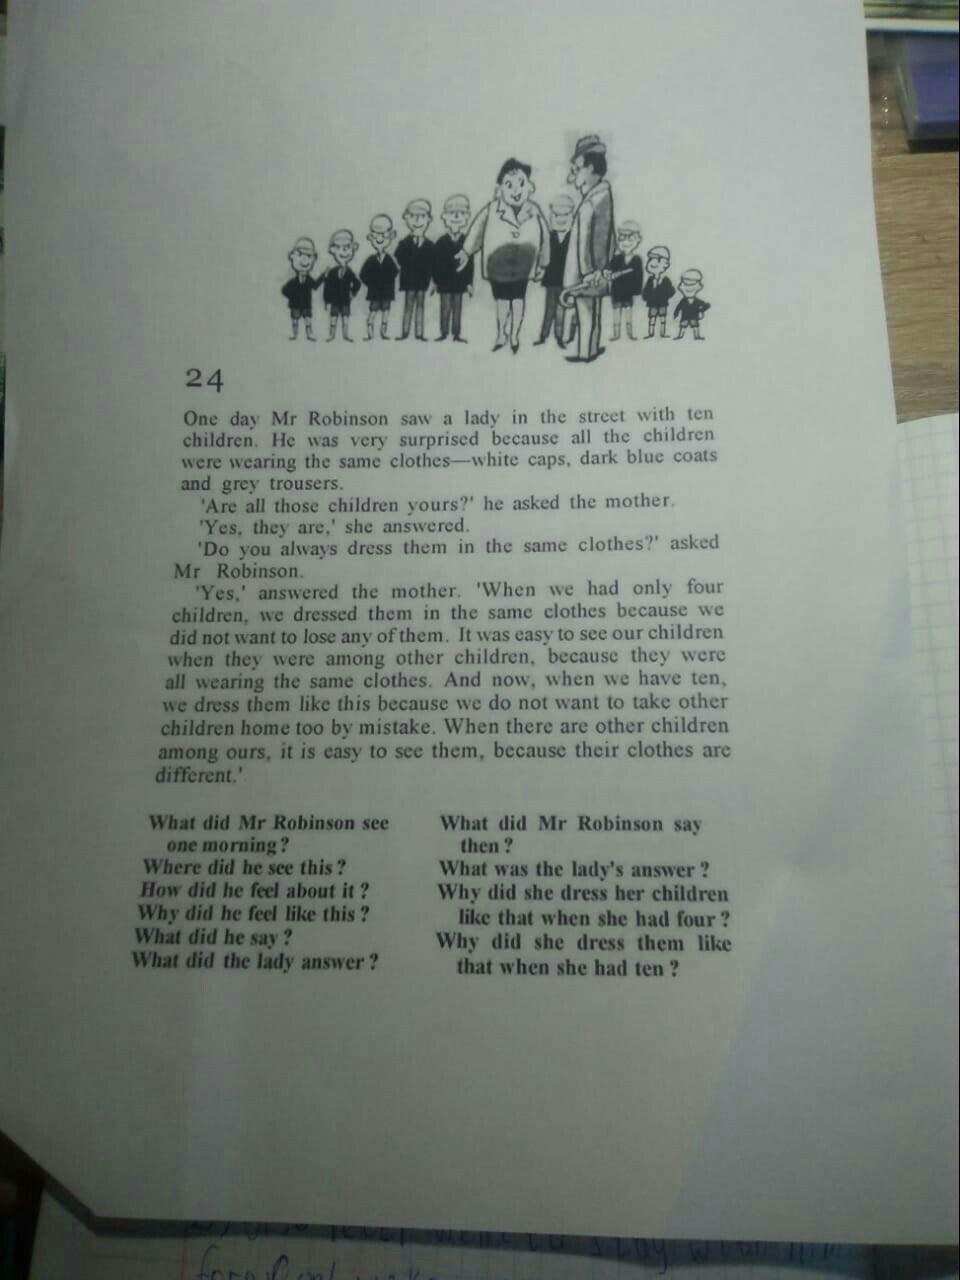 24
One day Mr Robinson saw a lady in the street with ten
children. He was very surprised because all the children
were wearing the same clothes—white caps, dark blue coats
and grey trousers.
'Are all those children yours?' he asked the mother.
'Yes, they are,' she answered.
'Do you always dress them in the same clothes?' asked
Mr Robinson.
'Yes,' answered the mother. 'When we had only four
children, we dressed them in the same clothes because we
did not want to lose any of them. It was easy to see our children
when they were among other children, because they were
all wearing the same clothes. And now, when we have ten,
we dress them like this because we do not want to take other
children home too by mistake. When there are other children
among ours, it is easy to see them, because their clothes are
different.'
What did Mr Robinson see
one morning?
Where did he see this?
How did he feel about it?
Why did he feel like this?
What did he say?
What did the lady answer?
What did Mr Robinson say
then?
What was the lady's answer?
Why did she dress her children
like that when she had four?
Why did she dress them like
that when she had ten?